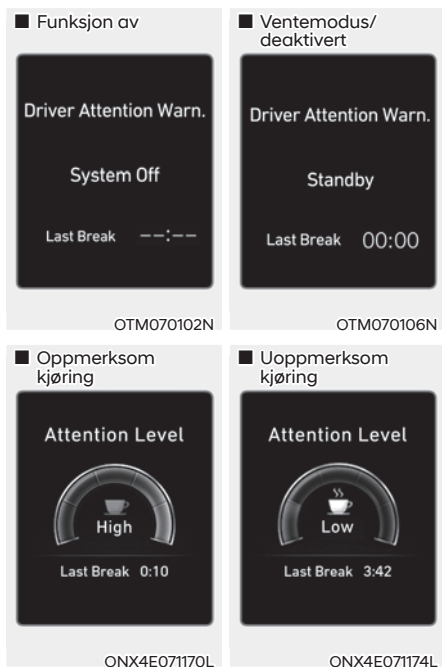 ■ Funksjon av
Driver Attention Warn.
System Off
Last Break --:--
OTM070102N
■ Ventemodus/
deaktivert
Driver Attention Warn.
Standby
Last Break 00:00
OTM070106N
■ Oppmerksom
kjøring
Attention Level
High
Last Break 0:10
ONX4E071170L
■ Uoppmerksom
kjøring
Attention Level
Low
Last Break 3:42
ONX4E071174L